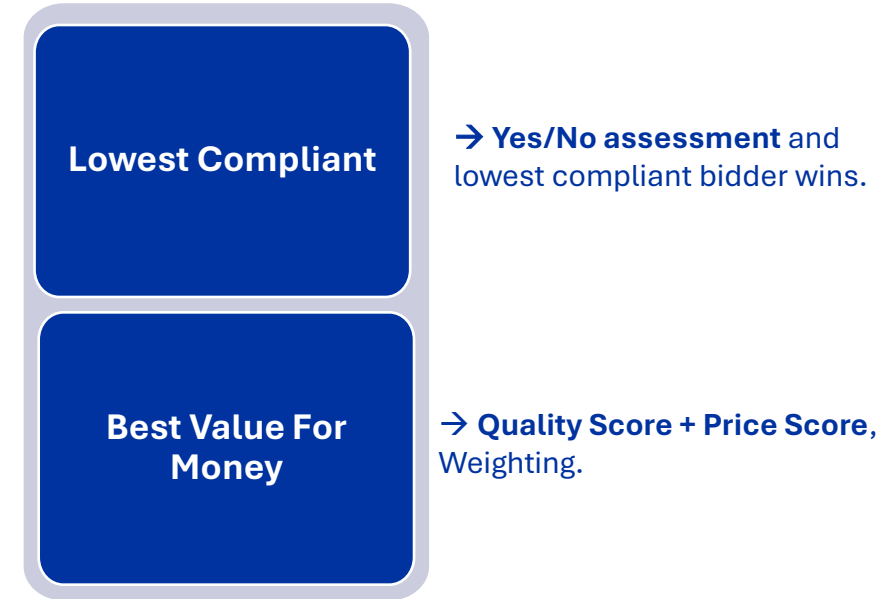 Lowest Compliant
→ Yes/No assessment and
lowest compliant bidder wins.
Best Value For
Money
→ Quality Score + Price Score,
Weighting.